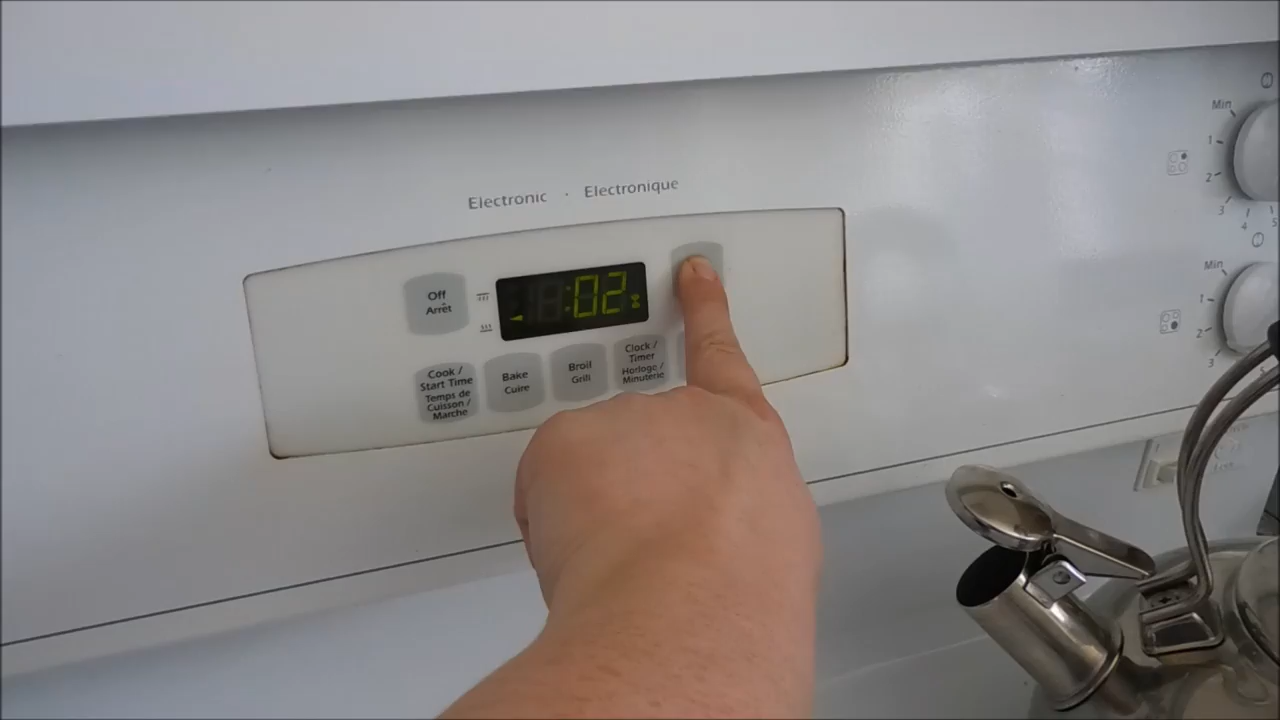 Electronic · Electronique
Off
Arrêt
:02
Cook /
Start Time
Temps de
Cuisson /
Marche
Bake
Cuire
Broil
Grill
Clock /
Timer
Horloge /
Minuterie
Min
1
2
3
4
5
Min
1
2
3